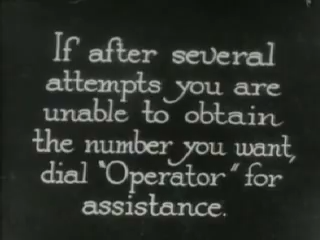 If after several
attempts you are
unable to obtain
the number you want,
dial "Operator" for
assistance.